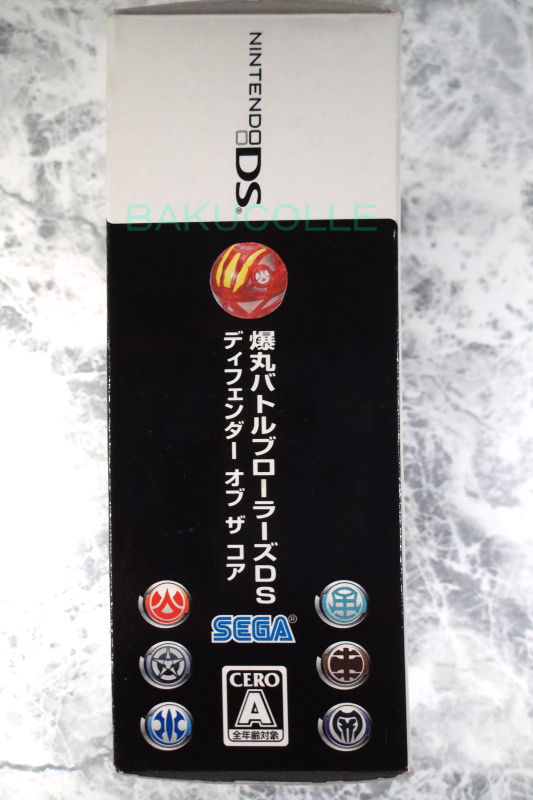 NINTENDO DS®
BAKUCOLLE
爆丸バトルブローラーズDS
ディフェンダー オブ ザ コア
SEGA®
CERO
A
全年齢対象